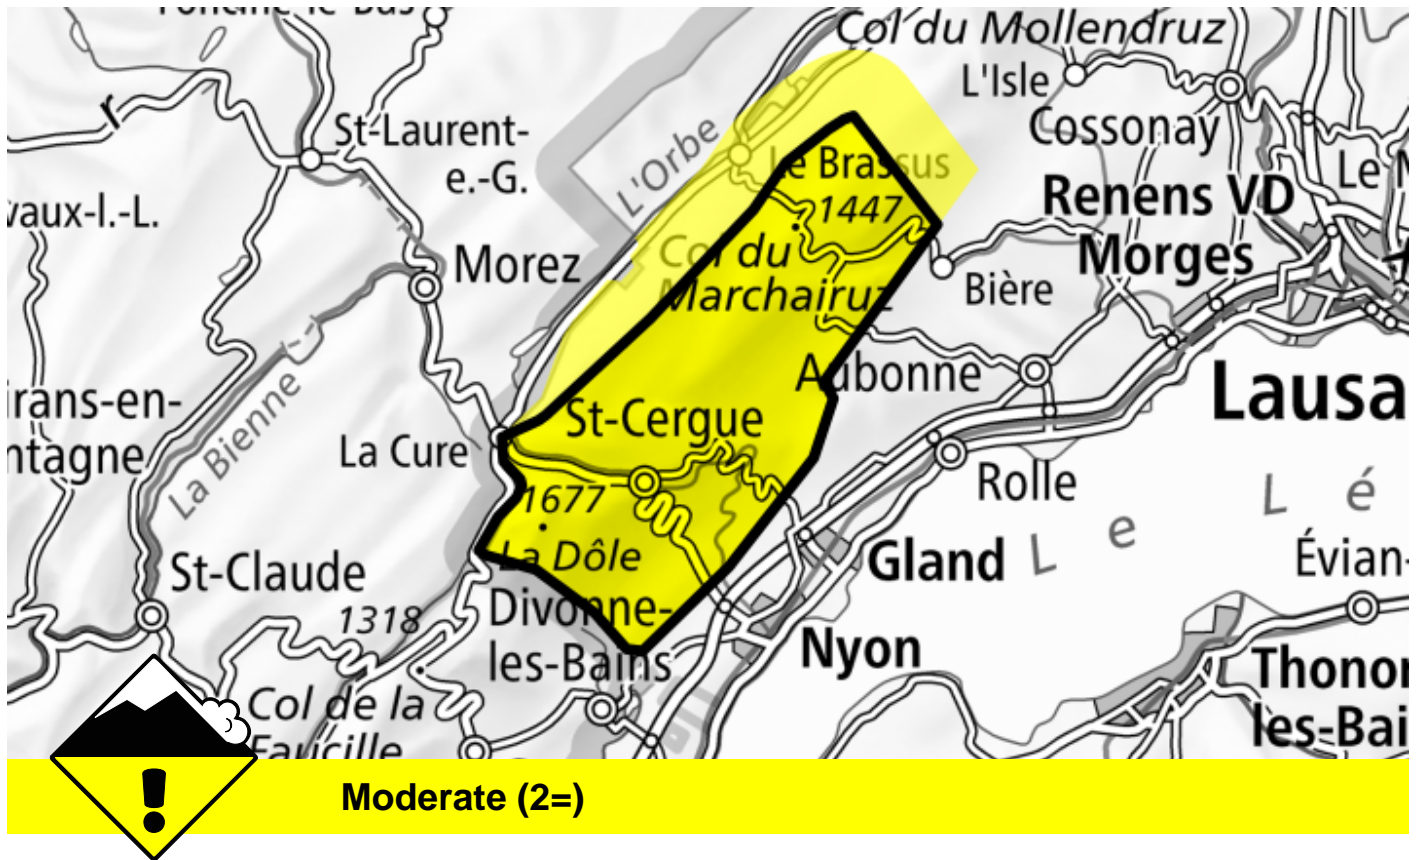 Col du Mollendruz
L'Isle
Cossonay
St-Laurent-
e.-G.
L'Orbe
Le Brassus
1447
Renens VD
Morges
vaux-l.-L.
Morez
Col du
Marchairuz
Bière
Aubonne
irans-en-
ntagne
La Bienne
La Cure
St-Cergue
Lausa
Rolle
1677
La Dôle
L e L é
Gland
Évian-
St-Claude
1318
Divonne-
les-Bains
Nyon
Thonon
les-Bai
Col de la
Faucille
Moderate (2=)